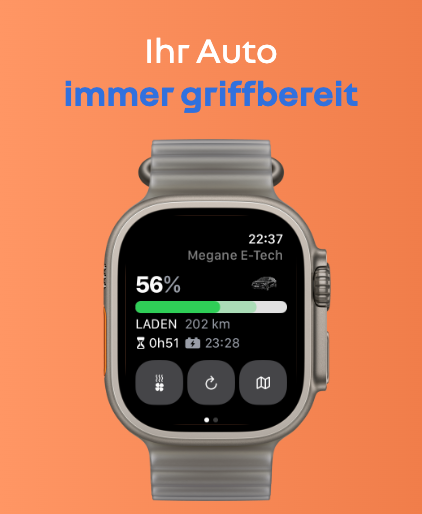 Ihr Auto
immer griffbereit
22:37
Megane E-Tech
56%
LADEN 202 km
0h51 23:28